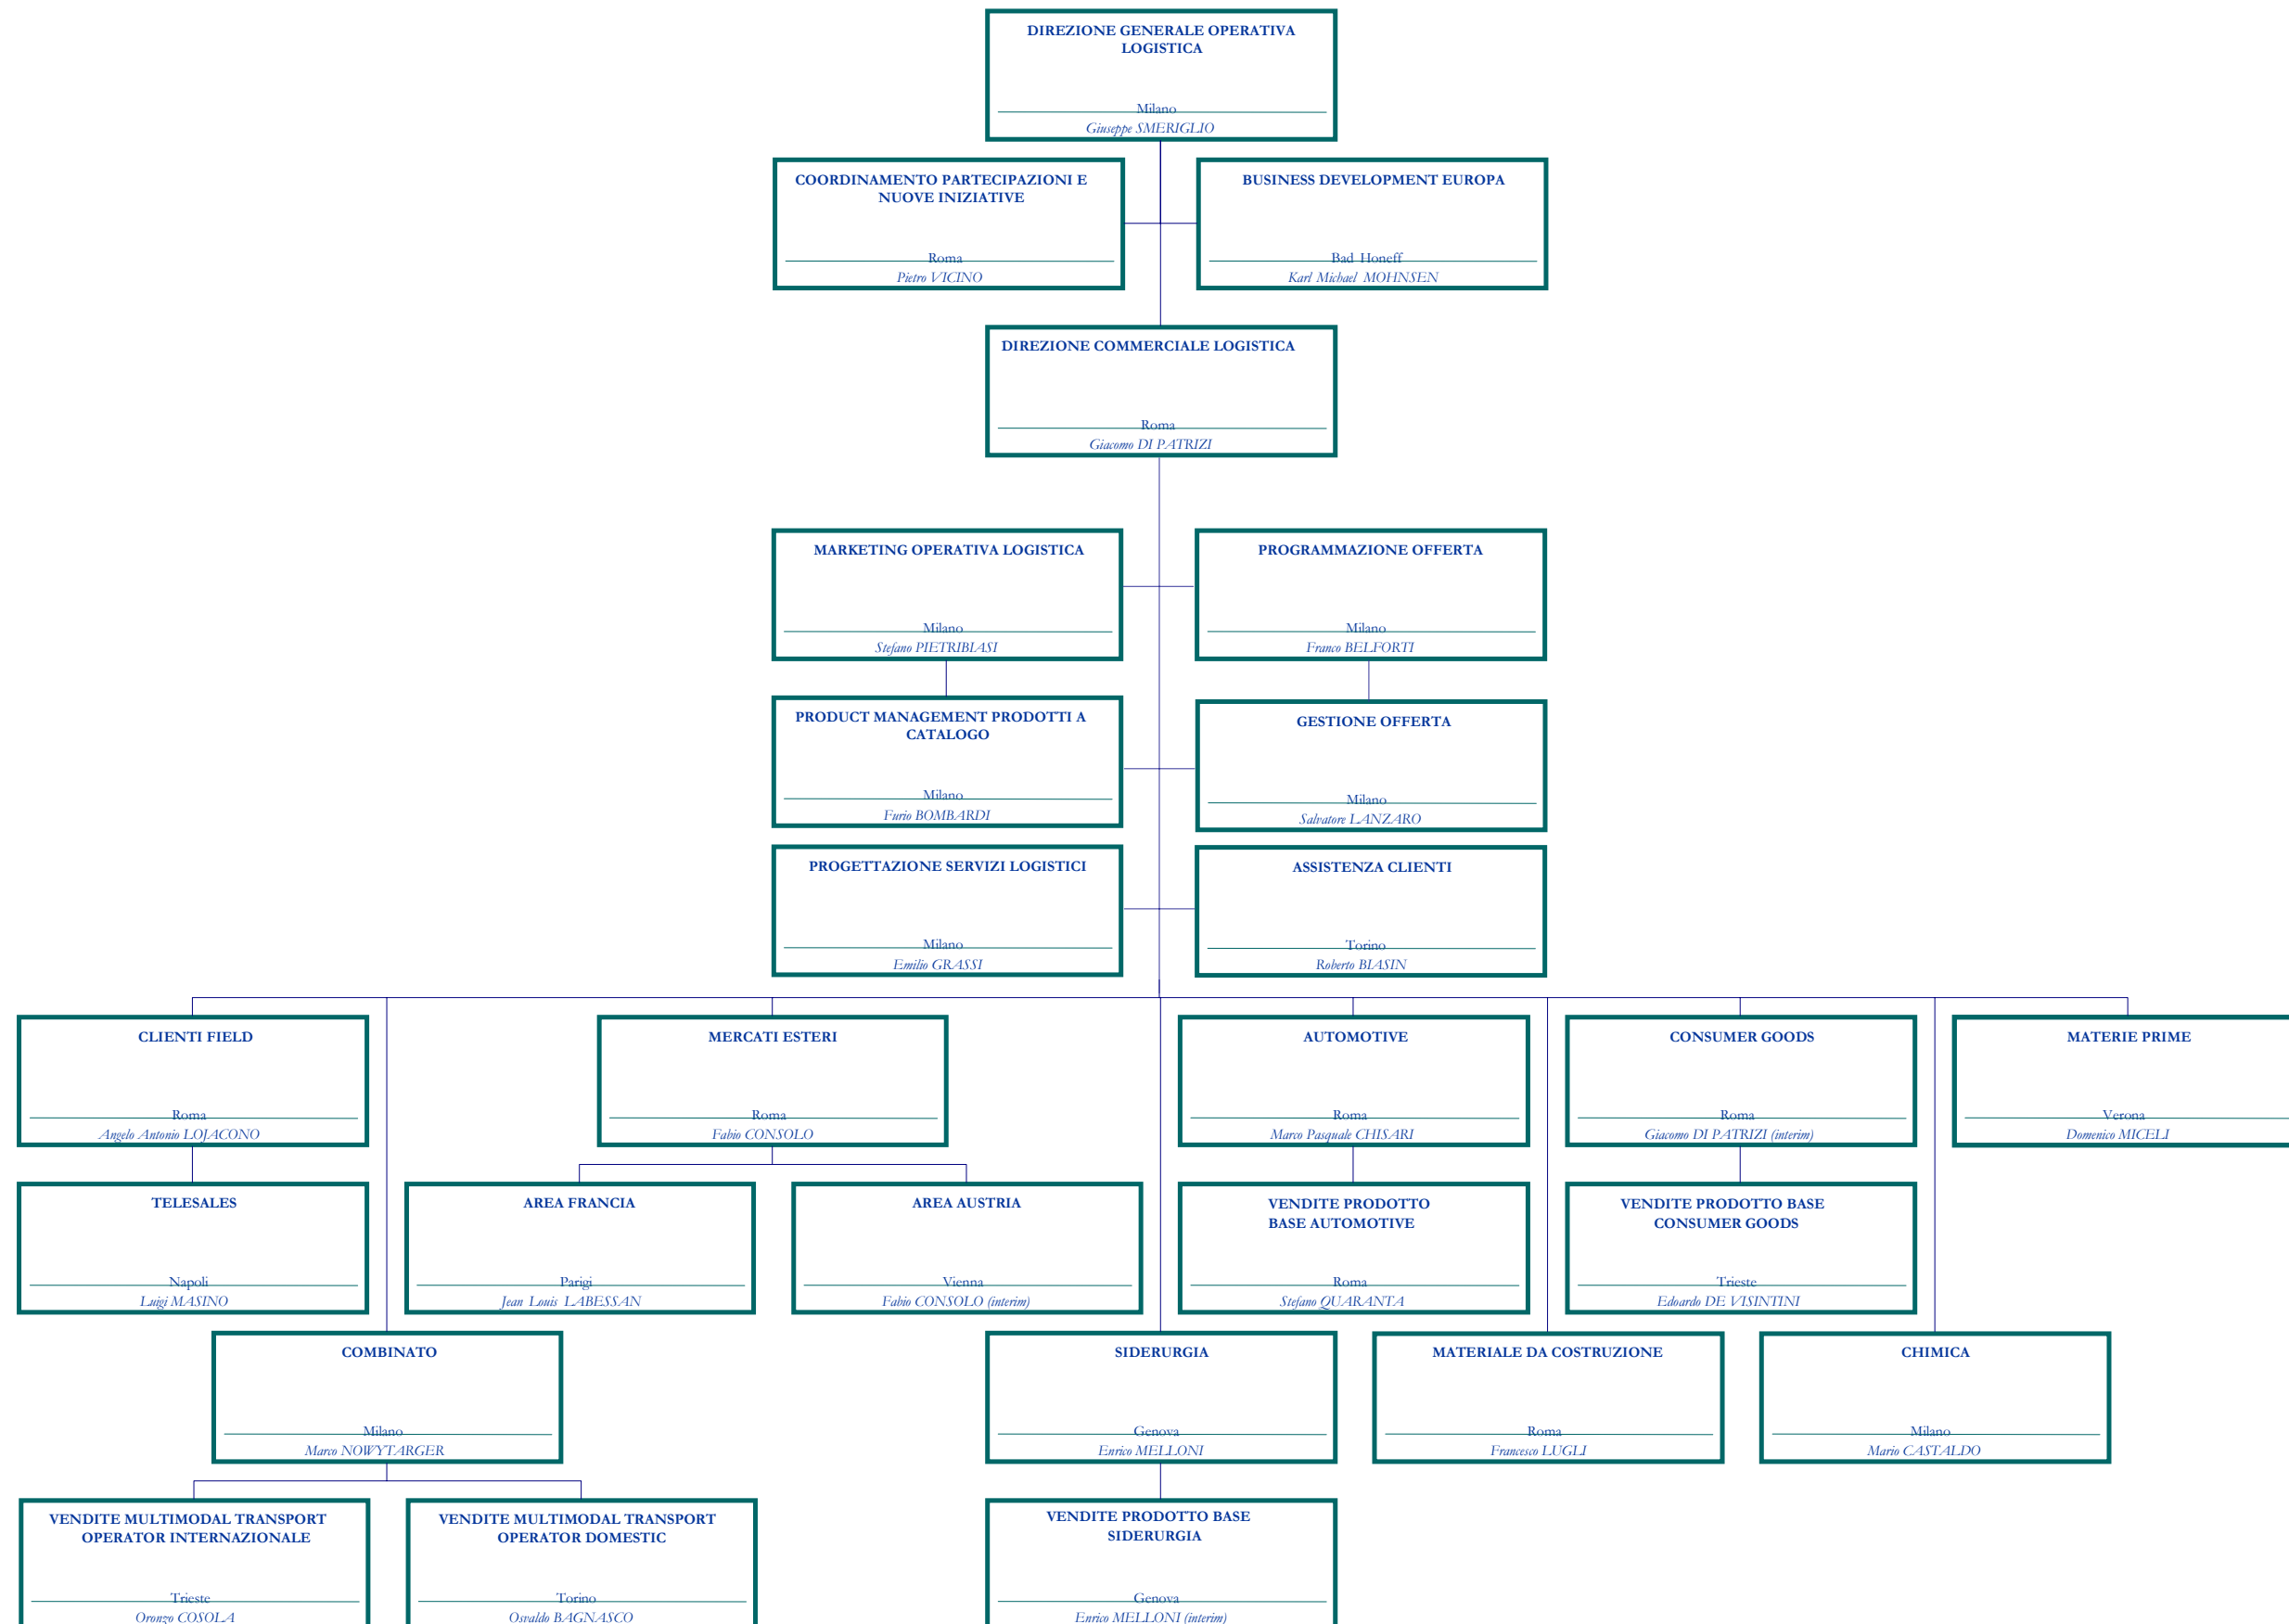 DIREZIONE GENERALE OPERATIVA
LOGISTICA
Milano
Giuseppe SMERIGLIO
COORDINAMENTO PARTECIPAZIONI E
NUOVE INIZIATIVE
Roma
Pietro VICINO
BUSINESS DEVELOPMENT EUROPA
Bad Honeff
Karl Michael MOHNSEN
DIREZIONE COMMERCIALE LOGISTICA
Roma
Giacomo DI PATRIZI
MARKETING OPERATIVA LOGISTICA
Milano
Stefano PIETRIBIASI
PROGRAMMAZIONE OFFERTA
Milano
Franco BELFORTI
PRODUCT MANAGEMENT PRODOTTI A
CATALOGO
Milano
Furio BOMBARDI
GESTIONE OFFERTA
Milano
Salvatore LANZARO
PROGETTAZIONE SERVIZI LOGISTICI
Milano
Emilio GRASSI
ASSISTENZA CLIENTI
Torino
Roberto BIASIN
CLIENTI FIELD
Roma
Angelo Antonio LOJACONO
MERCATI ESTERI
Roma
Fabio CONSOLO
AUTOMOTIVE
Roma
Marco Pasquale CHISARI
CONSUMER GOODS
Roma
Giacomo DI PATRIZI (interim)
MATERIE PRIME
Verona
Domenico MICELI
TELESALES
Napoli
Luigi MASINO
AREA FRANCIA
Parigi
Jean Louis LABESSAN
AREA AUSTRIA
Vienna
Fabio CONSOLO (interim)
VENDITE PRODOTTO
BASE AUTOMOTIVE
Roma
Stefano QUARANTA
VENDITE PRODOTTO BASE
CONSUMER GOODS
Trieste
Edoardo DE VISINTINI
COMBINATO
Milano
Marco NOWYTARGER
SIDERURGIA
Genova
Enrico MELLONI
MATERIALE DA COSTRUZIONE
Roma
Francesco LUGLI
CHIMICA
Milano
Mario CASTALDO
VENDITE MULTIMODAL TRANSPORT
OPERATOR INTERNAZIONALE
Trieste
Oronzo COSOLA
VENDITE MULTIMODAL TRANSPORT
OPERATOR DOMESTIC
Torino
Osvaldo BAGNASCO
VENDITE PRODOTTO BASE
SIDERURGIA
Genova
Enrico MELLONI (interim)